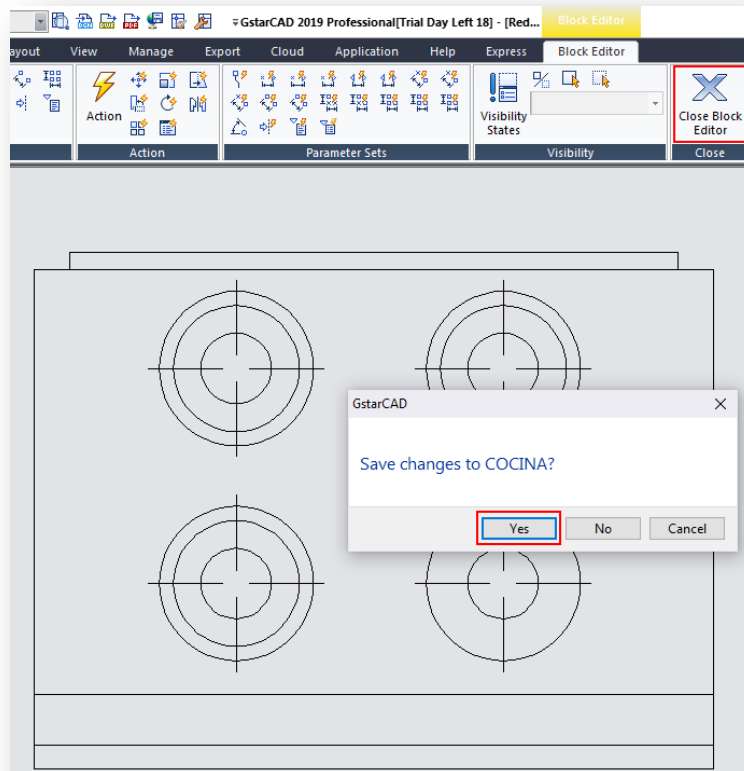 GstarCAD 2019 Professional[Trial Day Left 18] - [Red...
Block Editor
ayout View Manage Export Cloud Application Help Express Block Editor
Action
Visibility
States
Close Block
Editor
Action
Parameter Sets
Visibility
Close
GstarCAD
Save changes to COCINA?
Yes No Cancel